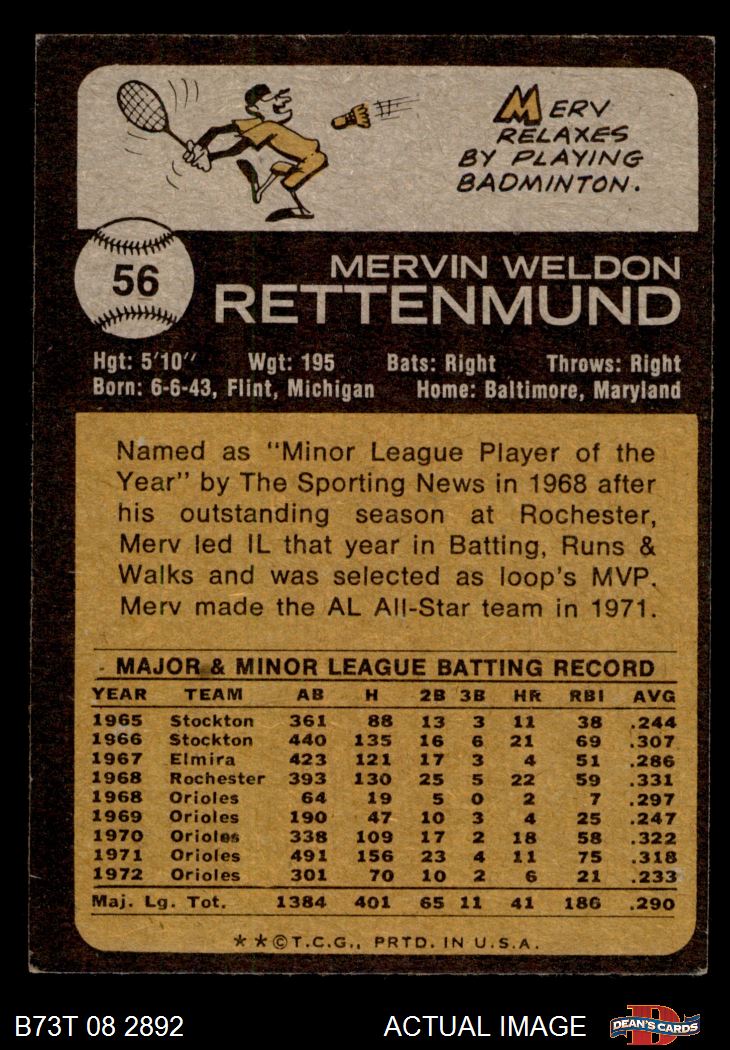 MERV
RELAXES
BY PLAYING
BADMINTON.
56
MERVIN WELDON
RETTENMUND
Hgt: 5'10" Wgt: 195 Bats: Right Throws: Right
Born: 6-6-43, Flint, Michigan Home: Baltimore, Maryland
Named as "Minor League Player of the
Year" by The Sporting News in 1968 after
his outstanding season at Rochester,
Merv led IL that year in Batting, Runs &
Walks and was selected as loop's MVP.
Merv made the AL All-Star team in 1971.
MAJOR & MINOR LEAGUE BATTING RECORD
YEAR TEAM AB H 2B 3B HR RBI AVG
1965 Stockton 361 88 13 3 11 38 .244
1966 Stockton 440 135 16 6 21 69 .307
1967 Elmira 423 121 17 3 4 51 .286
1968 Rochester 393 130 25 5 22 59 .331
1968 Orioles 64 19 5 0 2 7 .297
1969 Orioles 190 47 10 3 4 25 .247
1970 Orioles 338 109 17 2 18 58 .322
1971 Orioles 491 156 23 4 11 75 .318
1972 Orioles 301 70 10 2 6 21 .233
Maj. Lg. Tot. 1384 401 65 11 41 186 .290
**©T.C.G., PRTD. IN U.S.A.
B73T 08 2892 ACTUAL IMAGE DEAN'S CARDS